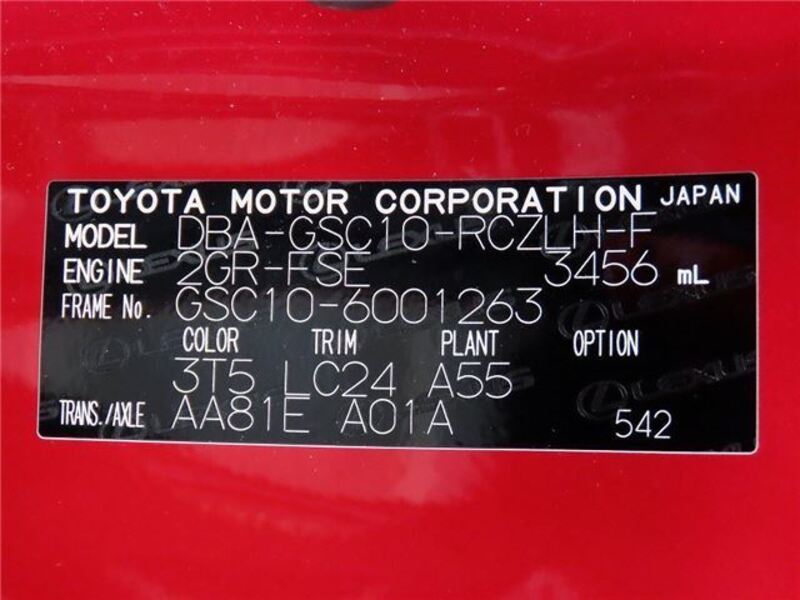 TOYOTA MOTOR CORPORATION JAPAN
MODEL DBA-GSC10-RCZLH-F
ENGINE 2GR-FSE 3456 mL
FRAME No. GSC10-6001263
COLOR TRIM PLANT OPTION
3T5 LC24 A55
TRANS./AXLE AA81E A01A 542
LEXUS